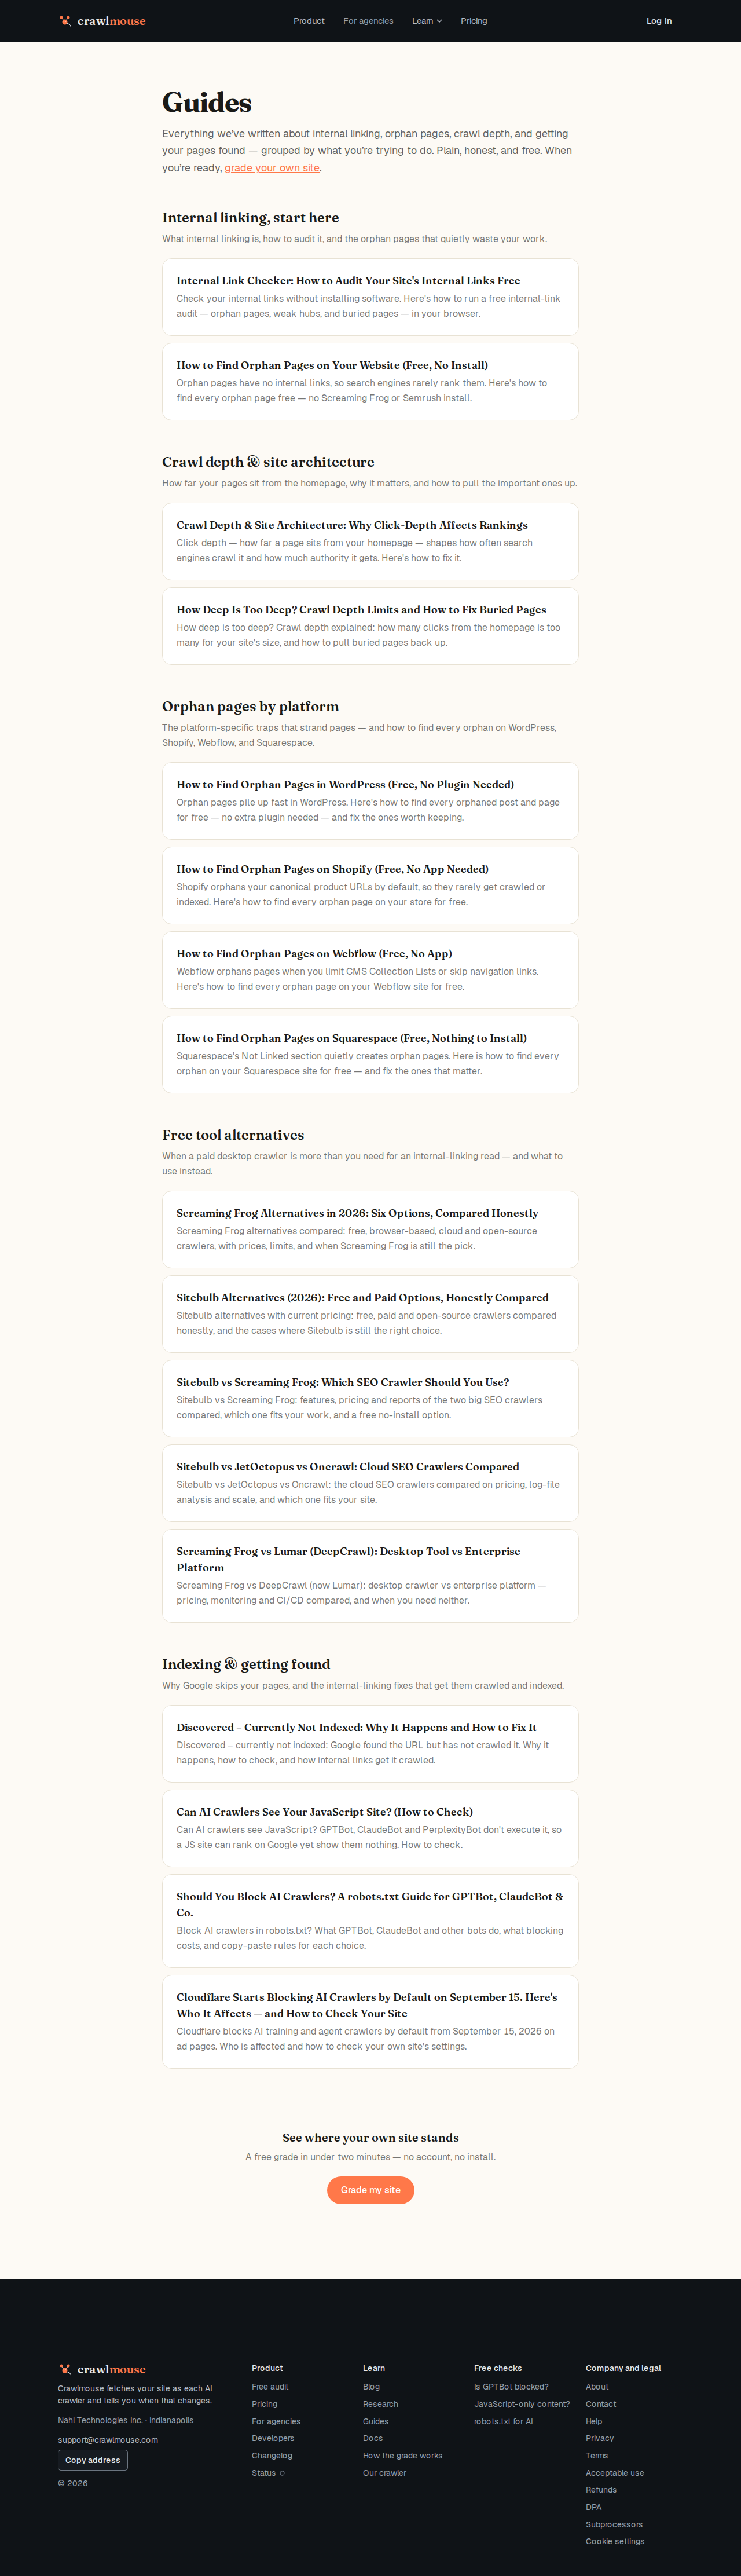 crawlmouse
Product
For agencies
Learn
Pricing
Log in
Guides
Everything we've written about internal linking, orphan pages, crawl depth, and getting
your pages found — grouped by what you're trying to do. Plain, honest, and free. When
you're ready, grade your own site.
Internal linking, start here
What internal linking is, how to audit it, and the orphan pages that quietly waste your work.
Internal Link Checker: How to Audit Your Site's Internal Links Free
Check your internal links without installing software. Here's how to run a free internal-link
audit — orphan pages, weak hubs, and buried pages — in your browser.
How to Find Orphan Pages on Your Website (Free, No Install)
Orphan pages have no internal links, so search engines rarely rank them. Here's how to
find every orphan page free — no Screaming Frog or Semrush install.
Crawl depth & site architecture
How far your pages sit from the homepage, why it matters, and how to pull the important ones up.
Crawl Depth & Site Architecture: Why Click-Depth Affects Rankings
Click depth — how far a page sits from your homepage — shapes how often search
engines crawl it and how much authority it gets. Here's how to fix it.
How Deep Is Too Deep? Crawl Depth Limits and How to Fix Buried Pages
How deep is too deep? Crawl depth explained: how many clicks from the homepage is too
many for your site's size, and how to pull buried pages back up.
Orphan pages by platform
The platform-specific traps that strand pages — and how to find every orphan on WordPress,
Shopify, Webflow, and Squarespace.
How to Find Orphan Pages in WordPress (Free, No Plugin Needed)
Orphan pages pile up fast in WordPress. Here's how to find every orphaned post and page
for free — no extra plugin needed — and fix the ones worth keeping.
How to Find Orphan Pages on Shopify (Free, No App Needed)
Shopify orphans your canonical product URLs by default, so they rarely get crawled or
indexed. Here's how to find every orphan page on your store for free.
How to Find Orphan Pages on Webflow (Free, No App)
Webflow orphans pages when you limit CMS Collection Lists or skip navigation links.
Here's how to find every orphan page on your Webflow site for free.
How to Find Orphan Pages on Squarespace (Free, Nothing to Install)
Squarespace's Not Linked section quietly creates orphan pages. Here is how to find every
orphan on your Squarespace site for free — and fix the ones that matter.
Free tool alternatives
When a paid desktop crawler is more than you need for an internal-linking read — and what to
use instead.
Screaming Frog Alternatives in 2026: Six Options, Compared Honestly
Screaming Frog alternatives compared: free, browser-based, cloud and open-source
crawlers, with prices, limits, and when Screaming Frog is still the pick.
Sitebulb Alternatives (2026): Free and Paid Options, Honestly Compared
Sitebulb alternatives with current pricing: free, paid and open-source crawlers compared
honestly, and the cases where Sitebulb is still the right choice.
Sitebulb vs Screaming Frog: Which SEO Crawler Should You Use?
Sitebulb vs Screaming Frog: features, pricing and reports of the two big SEO crawlers
compared, which one fits your work, and a free no-install option.
Sitebulb vs JetOctopus vs Oncrawl: Cloud SEO Crawlers Compared
Sitebulb vs JetOctopus vs Oncrawl: the cloud SEO crawlers compared on pricing, log-file
analysis and scale, and which one fits your site.
Screaming Frog vs Lumar (DeepCrawl): Desktop Tool vs Enterprise
Platform
Screaming Frog vs DeepCrawl (now Lumar): desktop crawler vs enterprise platform —
pricing, monitoring and CI/CD compared, and when you need neither.
Indexing & getting found
Why Google skips your pages, and the internal-linking fixes that get them crawled and indexed.
Discovered – Currently Not Indexed: Why It Happens and How to Fix It
Discovered – currently not indexed: Google found the URL but has not crawled it. Why it
happens, how to check, and how internal links get it crawled.
Can AI Crawlers See Your JavaScript Site? (How to Check)
Can AI crawlers see JavaScript? GPTBot, ClaudeBot and PerplexityBot don't execute it, so
a JS site can rank on Google yet show them nothing. How to check.
Should You Block AI Crawlers? A robots.txt Guide for GPTBot, ClaudeBot &
Co.
Block AI crawlers in robots.txt? What GPTBot, ClaudeBot and other bots do, what blocking
costs, and copy-paste rules for each choice.
Cloudflare Starts Blocking AI Crawlers by Default on September 15. Here's
Who It Affects — and How to Check Your Site
Cloudflare blocks AI training and agent crawlers by default from September 15, 2026 on
ad pages. Who is affected and how to check your own site's settings.
See where your own site stands
A free grade in under two minutes — no account, no install.
Grade my site
crawlmouse
Crawlmouse fetches your site as each AI
crawler and tells you when that changes.
Nahl Technologies Inc. · Indianapolis
support@crawlmouse.com
Copy address
© 2026
Product
Free audit
Pricing
For agencies
Developers
Changelog
Status
Learn
Blog
Research
Guides
Docs
How the grade works
Our crawler
Free checks
Is GPTBot blocked?
JavaScript-only content?
robots.txt for AI
Company and legal
About
Contact
Help
Privacy
Terms
Acceptable use
Refunds
DPA
Subprocessors
Cookie settings